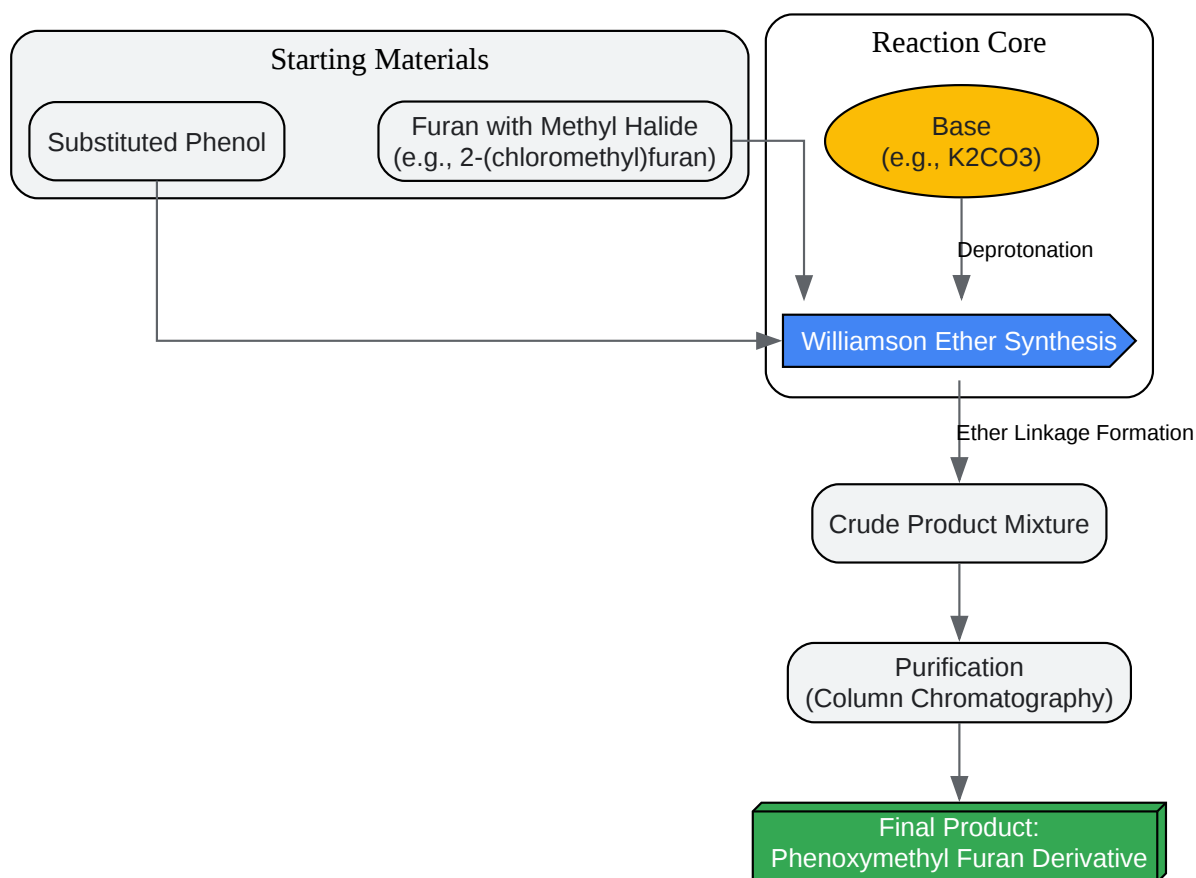 Starting Materials
Substituted Phenol
Furan with Methyl Halide
(e.g., 2-(chloromethyl)furan)
Reaction Core
Base
(e.g., K2CO3)
Deprotonation
Williamson Ether Synthesis
Ether Linkage Formation
Crude Product Mixture
Purification
(Column Chromatography)
Final Product:
Phenoxymethyl Furan Derivative